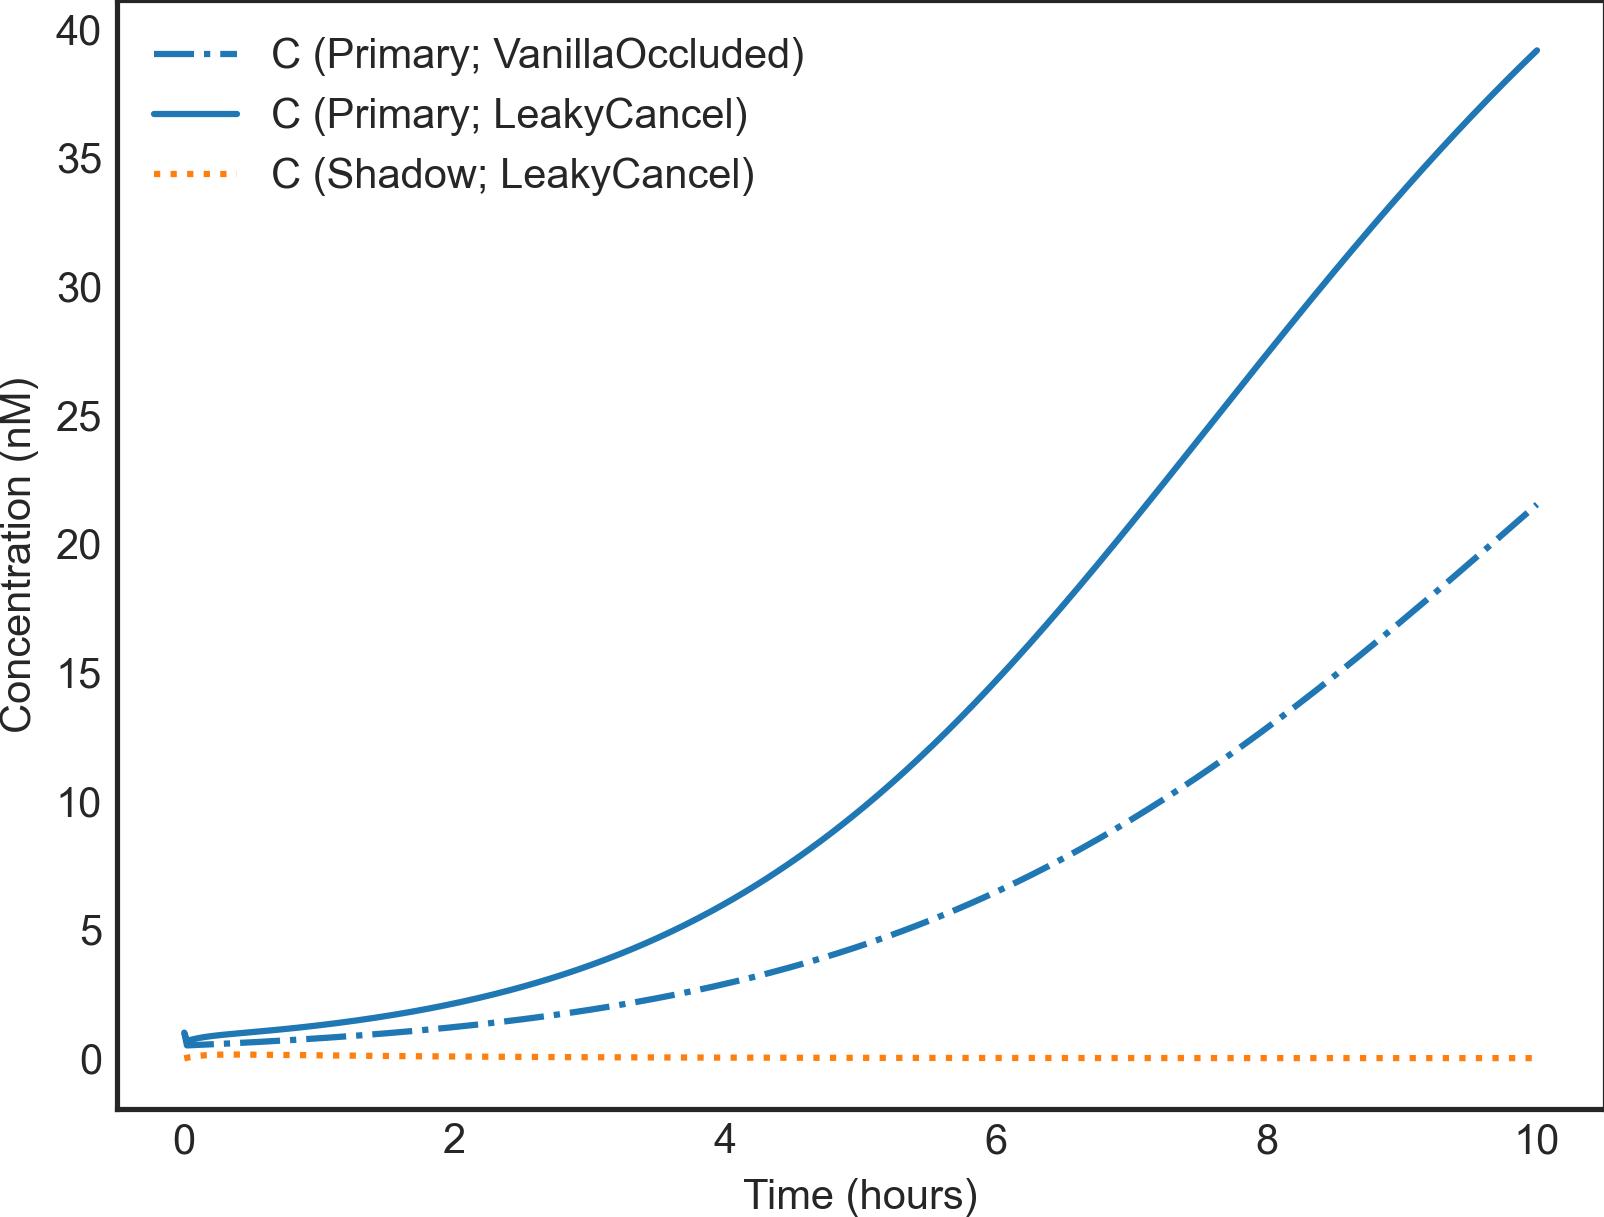 40
35
30
25
20
15
10
5
0
Concentration (nM)
C (Primary; VanillaOccluded)
C (Primary; LeakyCancel)
C (Shadow; LeakyCancel)
0 2 4 6 8 10
Time (hours)